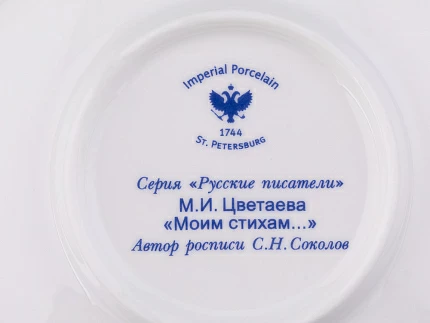 Imperial Porcelain
1744
St. Petersburg
Серия «Русские писатели»
М.И. Цветаева
«Моим стихам...»
Автор росписи С.Н. Соколов